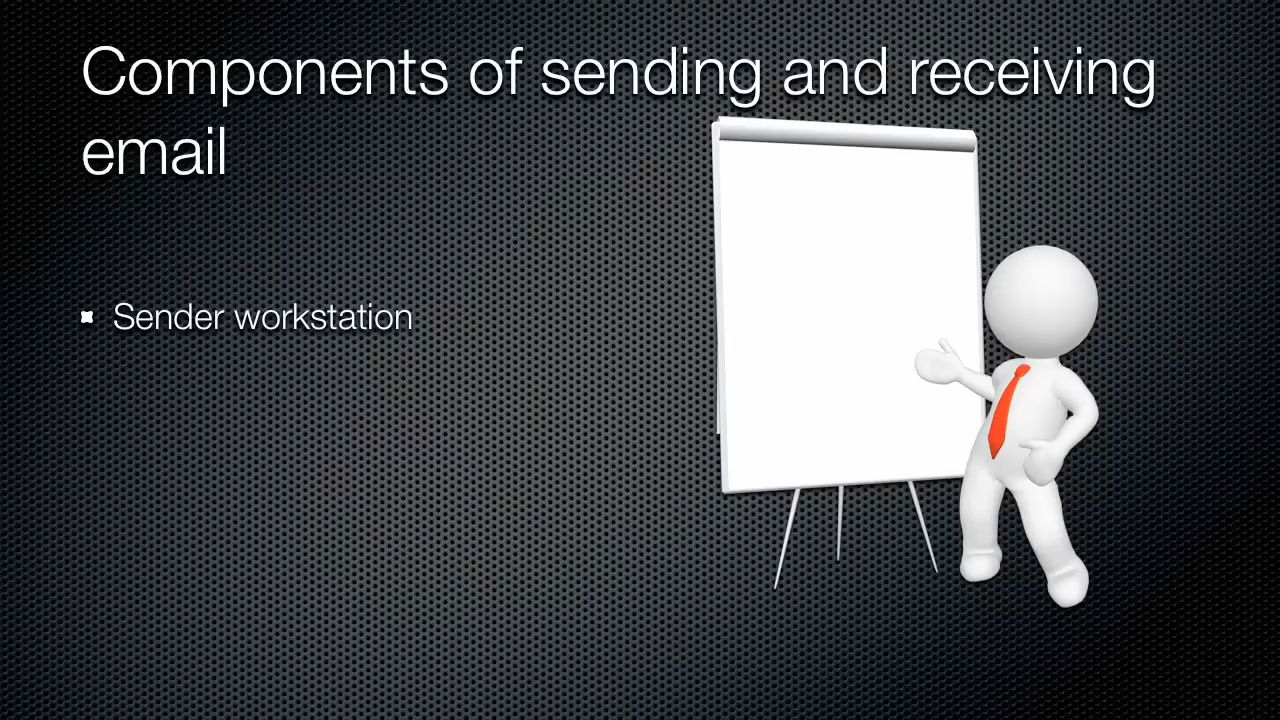 Components of sending and receiving
email
Sender workstation